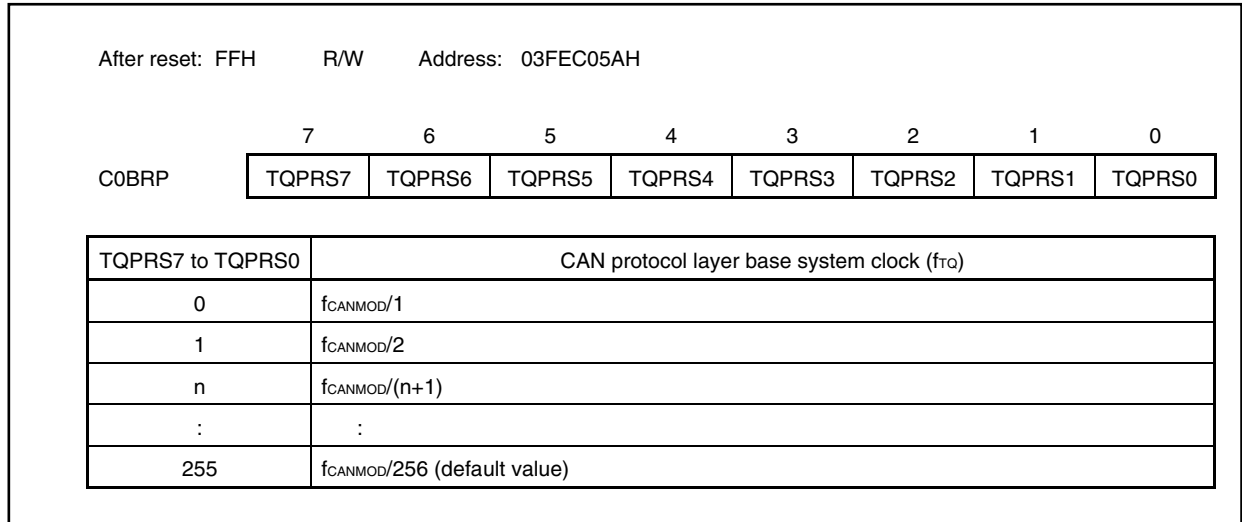 After reset: FFH R/W Address: 03FEC05AH
7 6 5 4 3 2 1 0
C0BRP TQPRS7 TQPRS6 TQPRS5 TQPRS4 TQPRS3 TQPRS2 TQPRS1 TQPRS0
TQPRS7 to TQPRS0 CAN protocol layer base system clock (fTQ)
0 fCANMOD/1
1 fCANMOD/2
n fCANMOD/(n+1)
: :
255 fCANMOD/256 (default value)